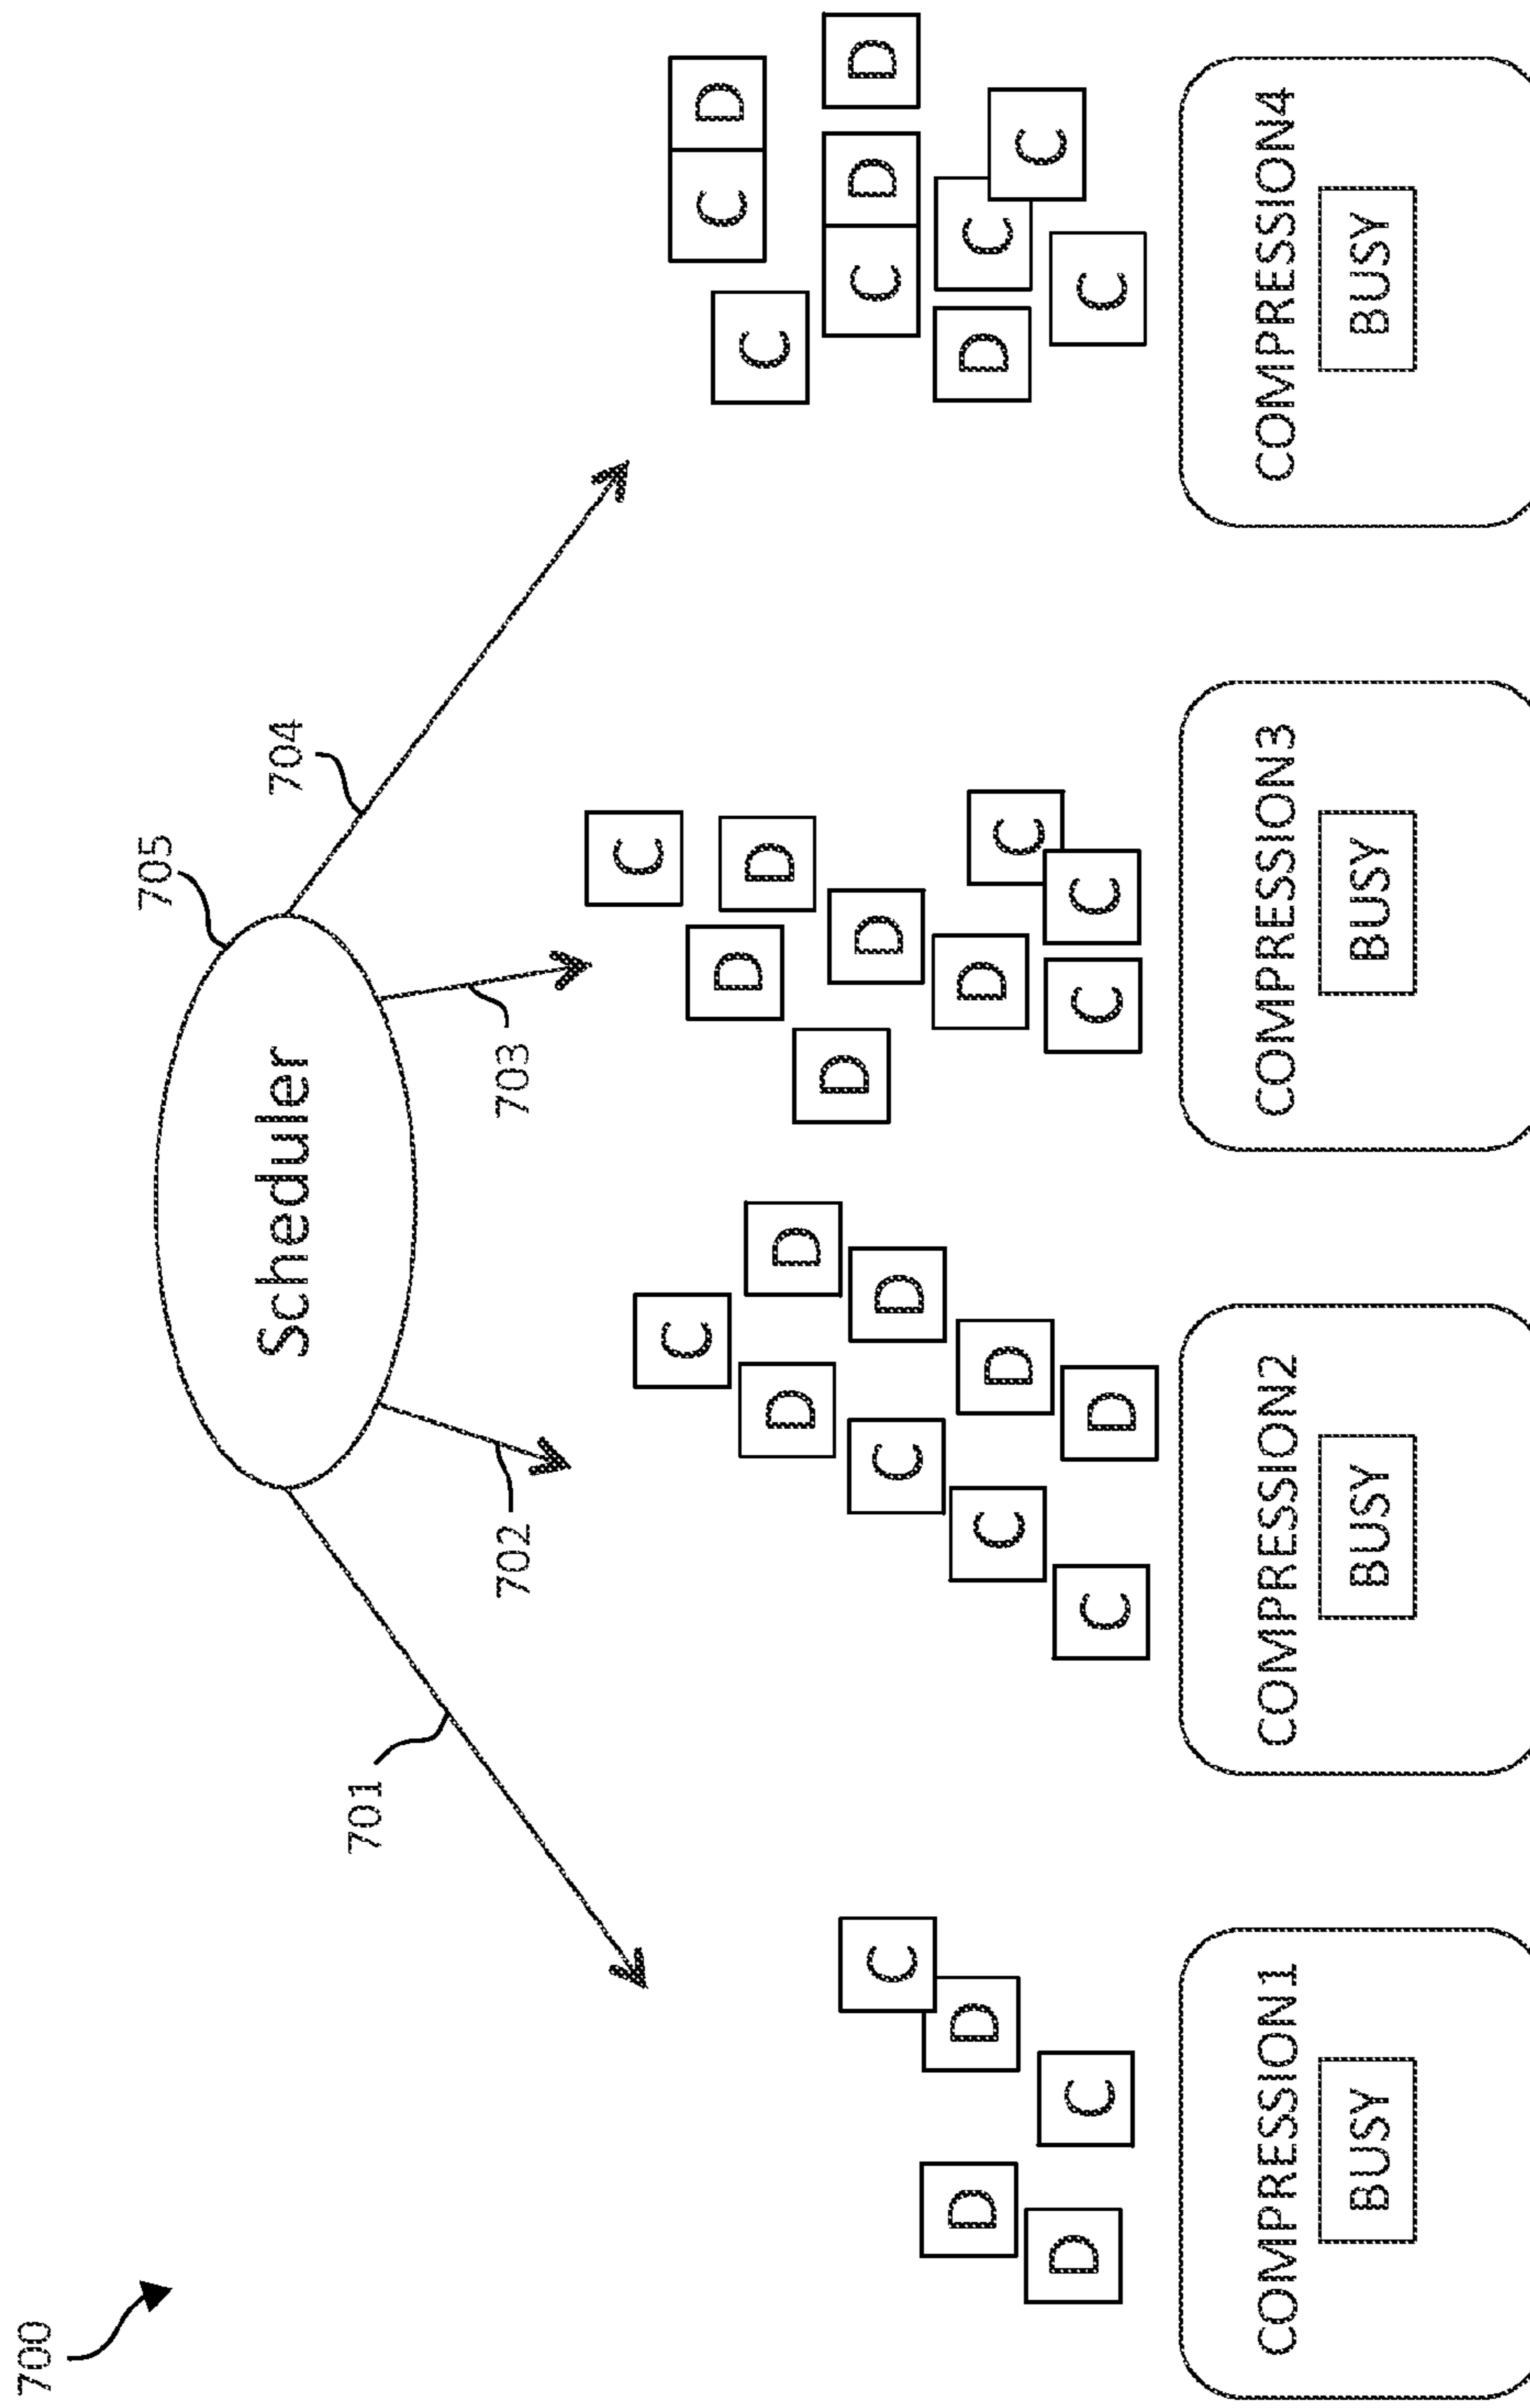 700
705
Scheduler
704
701
702
703
C
D D
D C
C
D D
C D
C D
C D
C
D D
D D
D C
C C
C D
C
C D D
D C
C
C
COMPRESSION1
BUSY
COMPRESSION2
BUSY
COMPRESSION3
BUSY
COMPRESSION4
BUSY